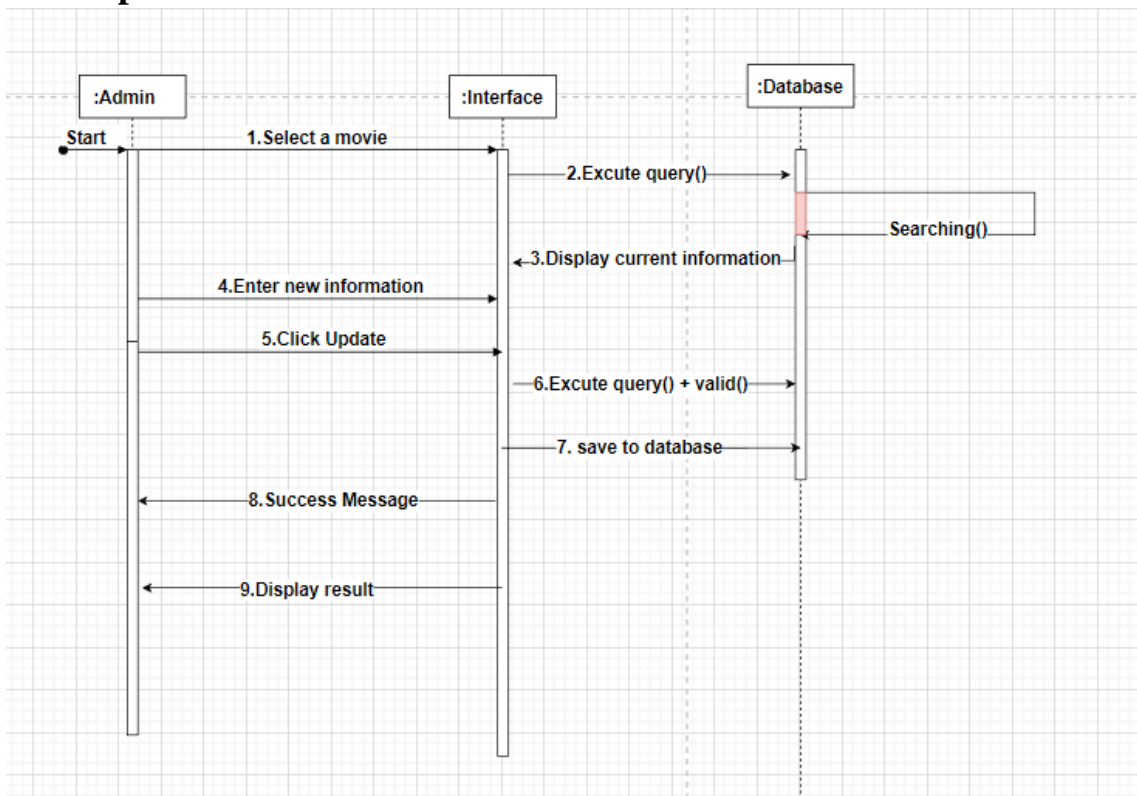 :Admin
:Interface
:Database
Start
1.Select a movie
2.Excute query()
Searching()
3.Display current information
4.Enter new information
5.Click Update
6.Excute query() + valid()
7. save to database
8.Success Message
9.Display result